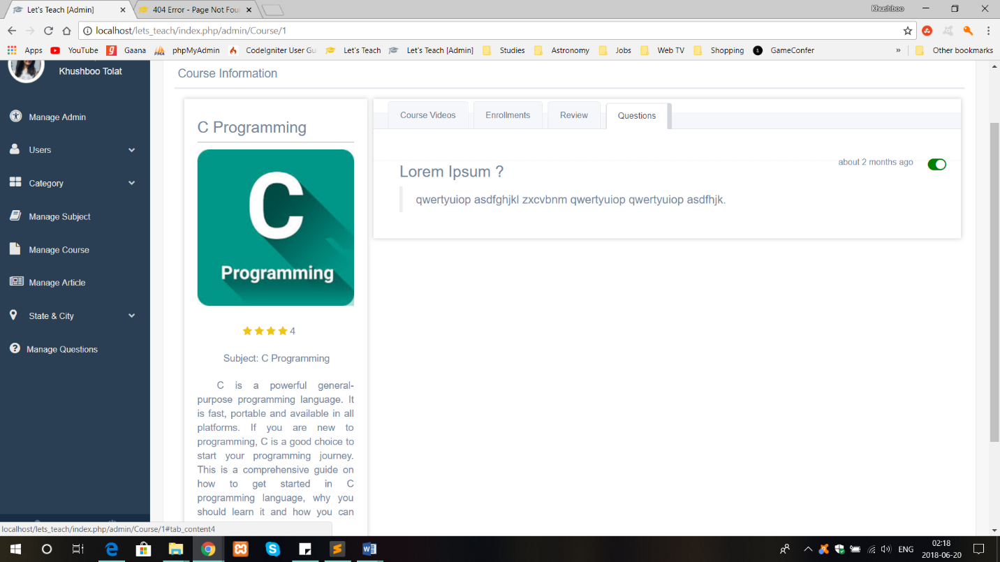 Let's Teach [Admin]
404 Error - Page Not Fou
Khushboo
localhost/lets_teach/index.php/admin/Course/1
Apps YouTube Gaana phpMyAdmin CodeIgniter User Gu Let's Teach Let's Teach [Admin] Studies Astronomy Jobs Web TV Shopping GameConfer » Other bookmarks
Khushboo Tolat
Manage Admin
Users
Category
Manage Subject
Manage Course
Manage Article
State & City
Manage Questions
Course Information
C Programming
C
Programming
4
Subject: C Programming
C is a powerful general-
purpose programming language. It
is fast, portable and available in all
platforms. If you are new to
programming, C is a good choice to
start your programming journey.
This is a comprehensive guide on
how to get started in C
programming language, why you
should learn it and how you can
Course Videos Enrollments Review Questions
Lorem Ipsum ?
about 2 months ago
qwertyuiop asdfghjkl zxcvbnm qwertyuiop qwertyuiop asdfhjk.
localhost/lets_teach/index.php/admin/Course/1#tab_content4
ENG
02:18
2018-06-20